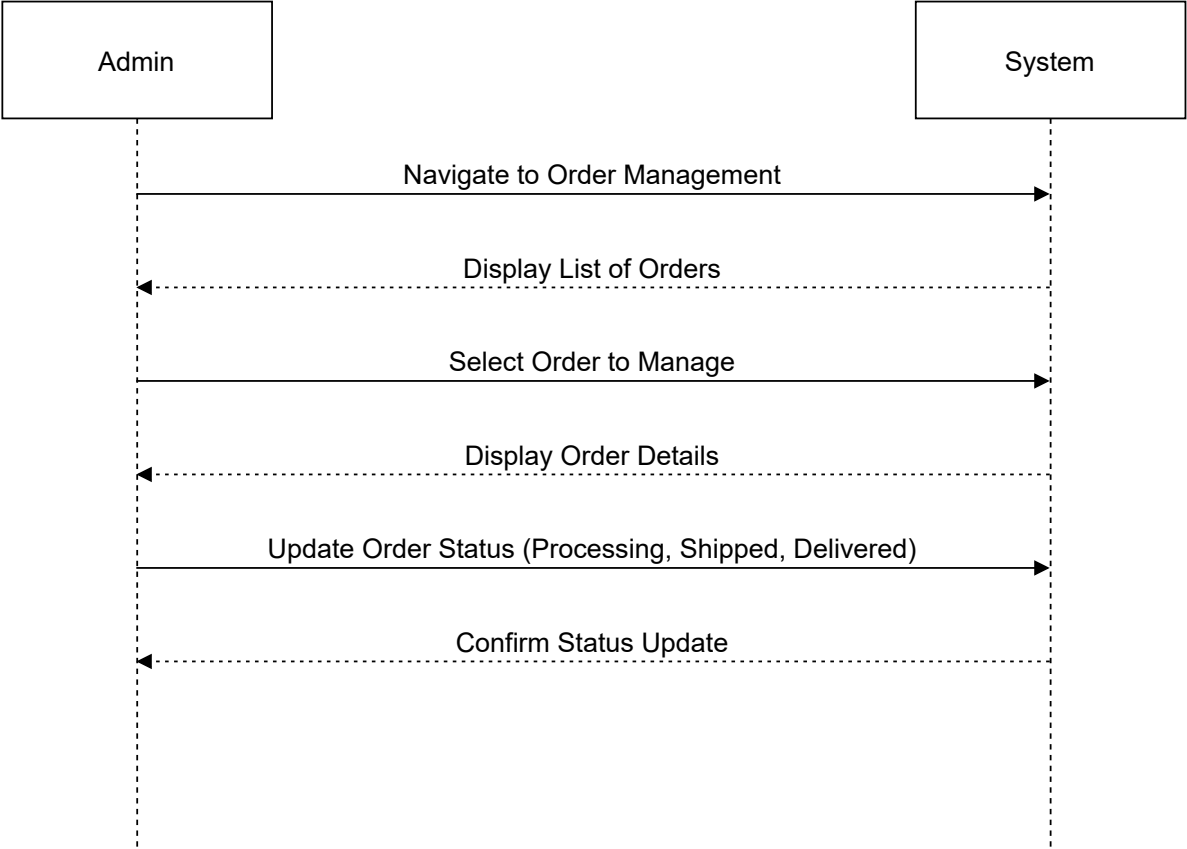 Admin
System
Navigate to Order Management
Display List of Orders
Select Order to Manage
Display Order Details
Update Order Status (Processing, Shipped, Delivered)
Confirm Status Update